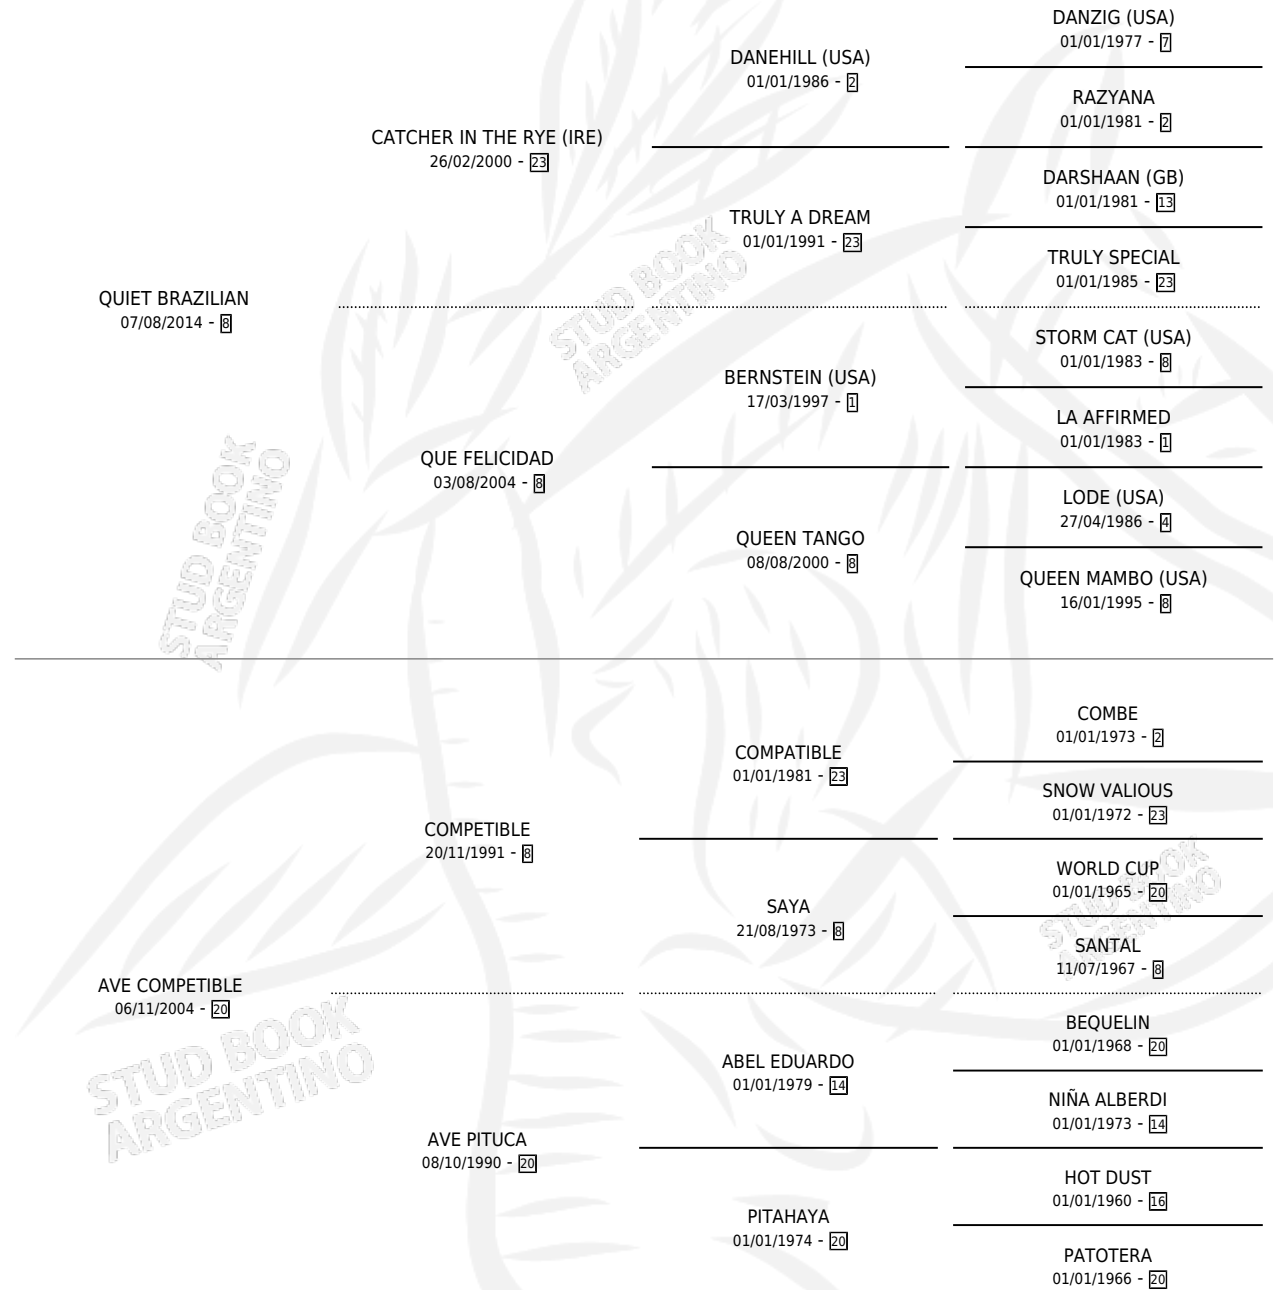 DANZIG (USA)
01/01/1977 - 7
DANEHILL (USA)
01/01/1986 - 2
RAZYANA
01/01/1981 - 2
CATCHER IN THE RYE (IRE)
26/02/2000 - 23
DARSHAAN (GB)
01/01/1981 - 13
TRULY A DREAM
01/01/1991 - 23
TRULY SPECIAL
01/01/1985 - 23
QUIET BRAZILIAN
07/08/2014 - 8
STORM CAT (USA)
01/01/1983 - 8
BERNSTEIN (USA)
17/03/1997 - 1
LA AFFIRMED
01/01/1983 - 1
QUE FELICIDAD
03/08/2004 - 8
LODE (USA)
27/04/1986 - 4
QUEEN TANGO
08/08/2000 - 8
QUEEN MAMBO (USA)
16/01/1995 - 8
STUD BOOK
ARGENTINO
STUD BOOK
ARGENTINO
COMBE
01/01/1973 - 2
COMPATIBLE
01/01/1981 - 23
SNOW VALIOUS
01/01/1972 - 23
COMPETIBLE
20/11/1991 - 8
WORLD CUP
01/01/1965 - 20
SAYA
21/08/1973 - 8
SANTAL
11/07/1967 - 8
STUD BOOK
ARGENTINO
AVE COMPETIBLE
06/11/2004 - 20
BEQUELIN
01/01/1968 - 20
ABEL EDUARDO
01/01/1979 - 14
NIÑA ALBERDI
01/01/1973 - 14
AVE PITUCA
08/10/1990 - 20
HOT DUST
01/01/1960 - 16
PITAHAYA
01/01/1974 - 20
PATOTERA
01/01/1966 - 20
STUD BOOK
ARGENTINO